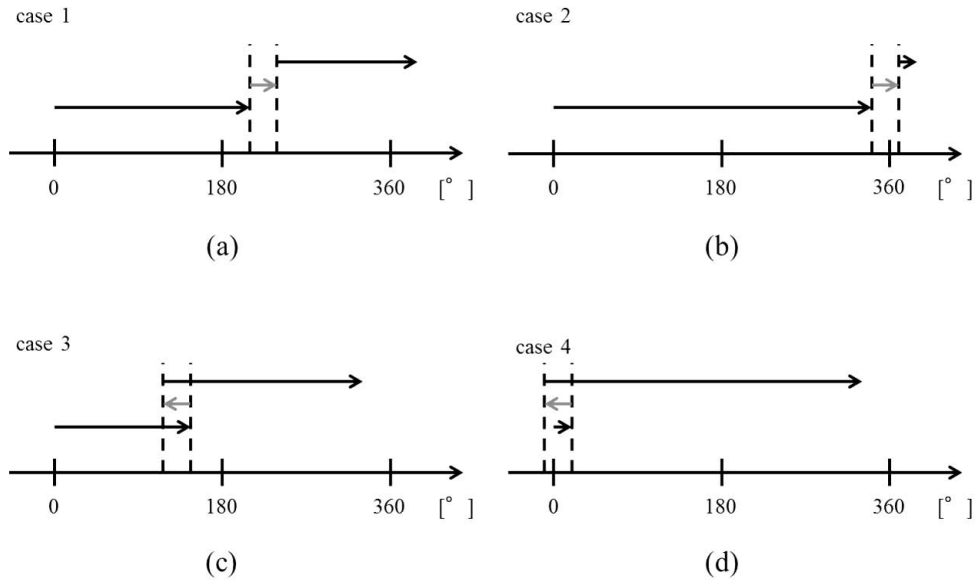 case 1
0 180 360 [° ]
(a)
case 2
0 180 360 [° ]
(b)
case 3
0 180 360 [° ]
(c)
case 4
0 180 360 [° ]
(d)